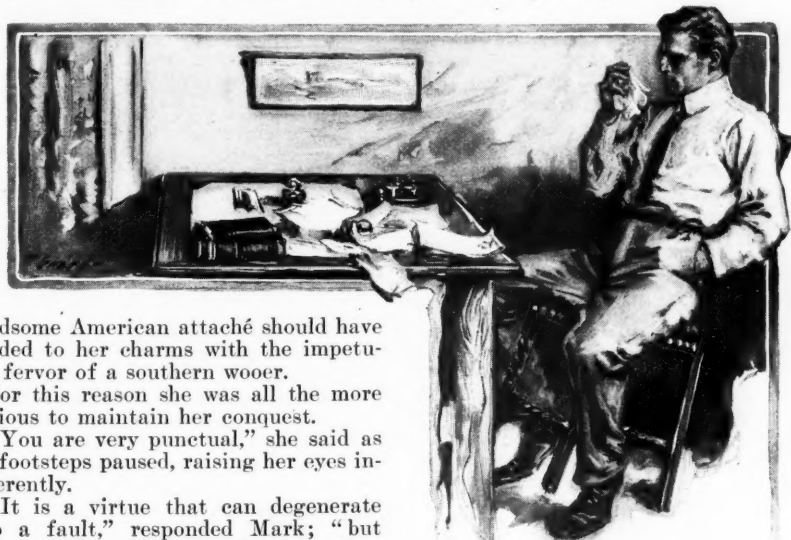 dsome American attaché should have
ded to her charms with the impetu-
fervor of a southern wooer.
or this reason she was all the more
ious to maintain her conquest.
You are very punctual,” she said as
footsteps paused, raising her eyes in-
erently.
It is a virtue that can degenerate
a fault,” responded Mark; “but